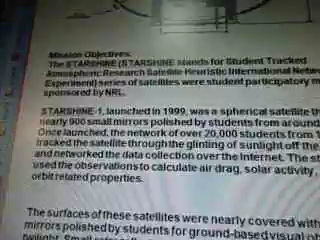 Mission Objectives:
The STARSHINE (STARSHINE stands for Student Tracked
Atmospheric Research Satellite Heuristic International
Experiment) series of satellites were student participatory
sponsored by NRL.
STARSHINE-1, launched in 1999, was a spherical satellite
nearly 900 small mirrors polished by students from around
Once launched, the network of over 20,000 students from
tracked the satellite through the glinting of sunlight off the
and networked the data collection over the Internet. The
used the observations to calculate air drag, solar activity,
orbit related properties.
The surfaces of these satellites were nearly covered with
mirrors polished by students for ground-based visual
twilight. Small